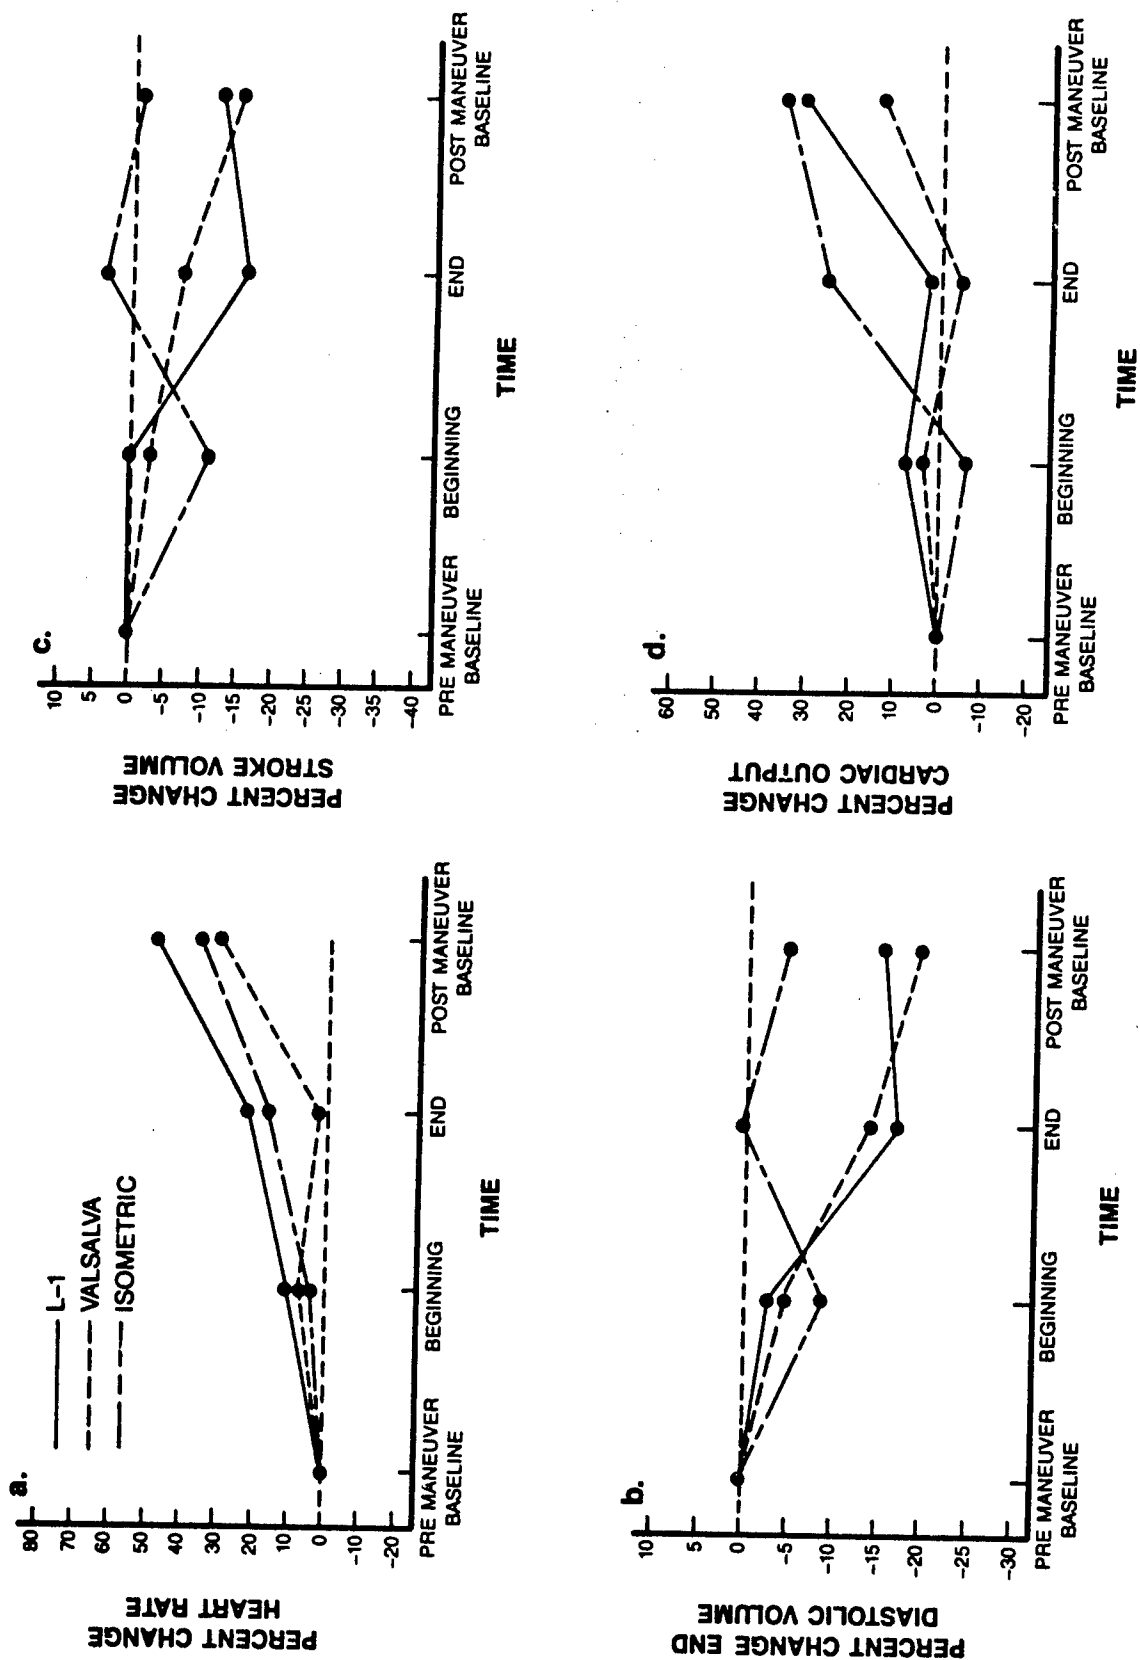 a.
L-1
VALSALVA
ISOMETRIC
PERCENT CHANGE
HEART RATE
80
70
60
50
40
30
20
10
0
-10
-20
PRE MANEUVER
BASELINE
BEGINNING
END
POST MANEUVER
BASELINE
TIME
b.
PERCENT CHANGE END
DIASTOLIC VOLUME
10
0
-5
-10
-15
-20
-25
-30
PRE MANEUVER
BASELINE
BEGINNING
END
POST MANEUVER
BASELINE
TIME
c.
PERCENT CHANGE
STROKE VOLUME
10
5
0
-5
-10
-15
-20
-25
-30
-35
-40
PRE MANEUVER
BASELINE
BEGINNING
END
POST MANEUVER
BASELINE
TIME
d.
PERCENT CHANGE
CARDIAC OUTPUT
60
50
40
30
20
10
0
-10
-20
PRE MANEUVER
BASELINE
BEGINNING
END
POST MANEUVER
BASELINE
TIME